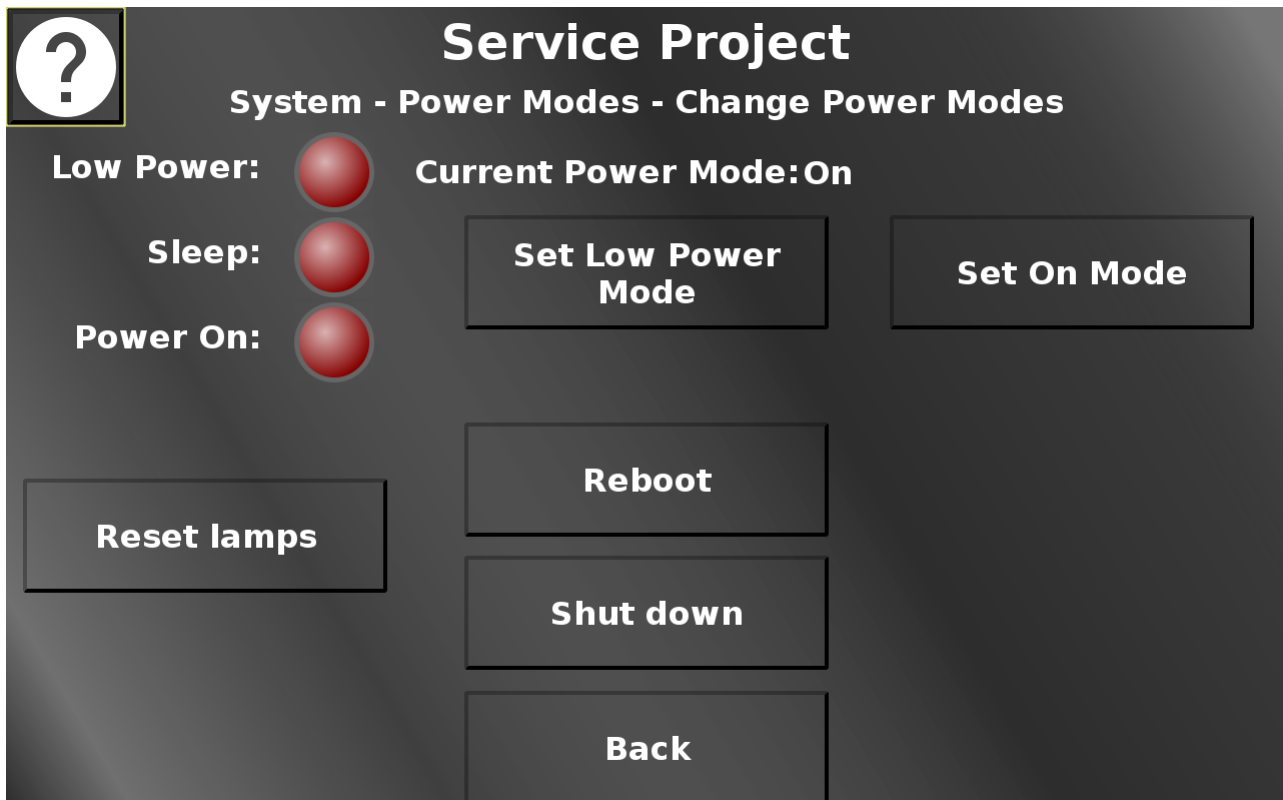 ?
Service Project
System - Power Modes - Change Power Modes
Low Power:
Current Power Mode: On
Sleep:
Set Low Power
Mode
Set On Mode
Power On:
Reboot
Reset lamps
Shut down
Back